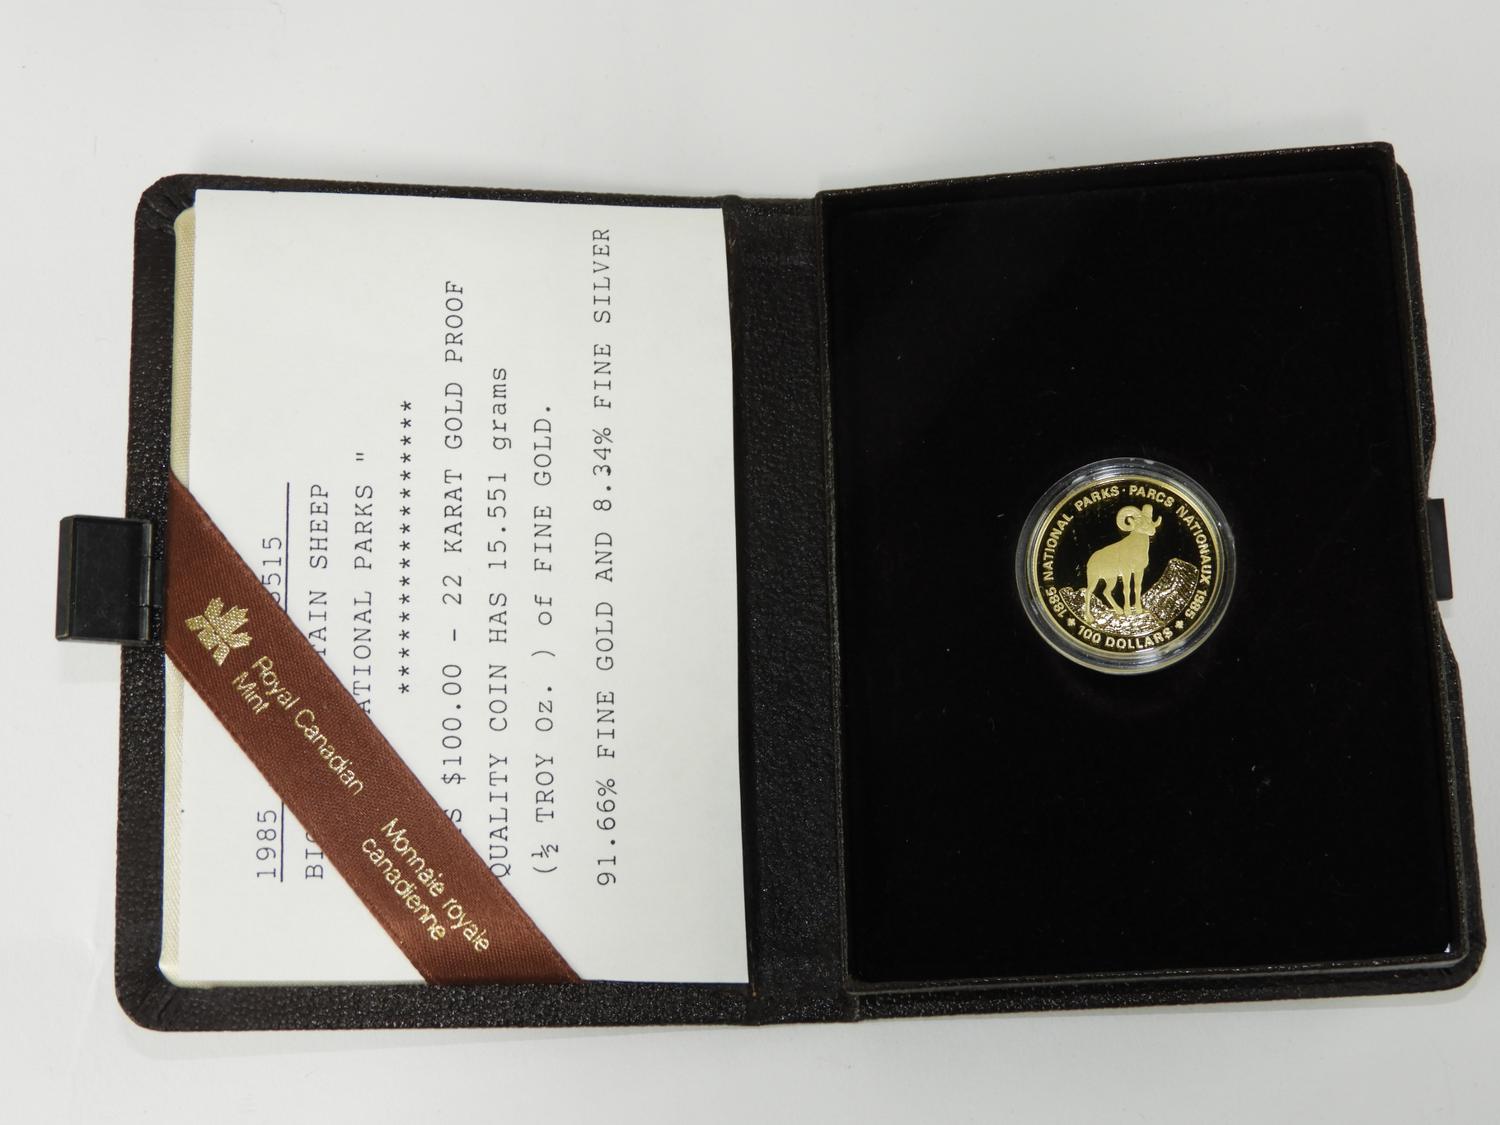 1985 515
BIG TAIN SHEEP
ATIONAL PARKS "
*******************
S $100.00 - 22 KARAT GOLD PROOF
QUALITY COIN HAS 15.551 grams
(½ TROY Oz. ) of FINE GOLD.
91.66% FINE GOLD AND 8.34% FINE SILVER
Royal Canadian
Mint
Monnaie royale
canadienne
1885 NATIONAL PARKS · PARCS NATIONAUX 1985
100 DOLLARS